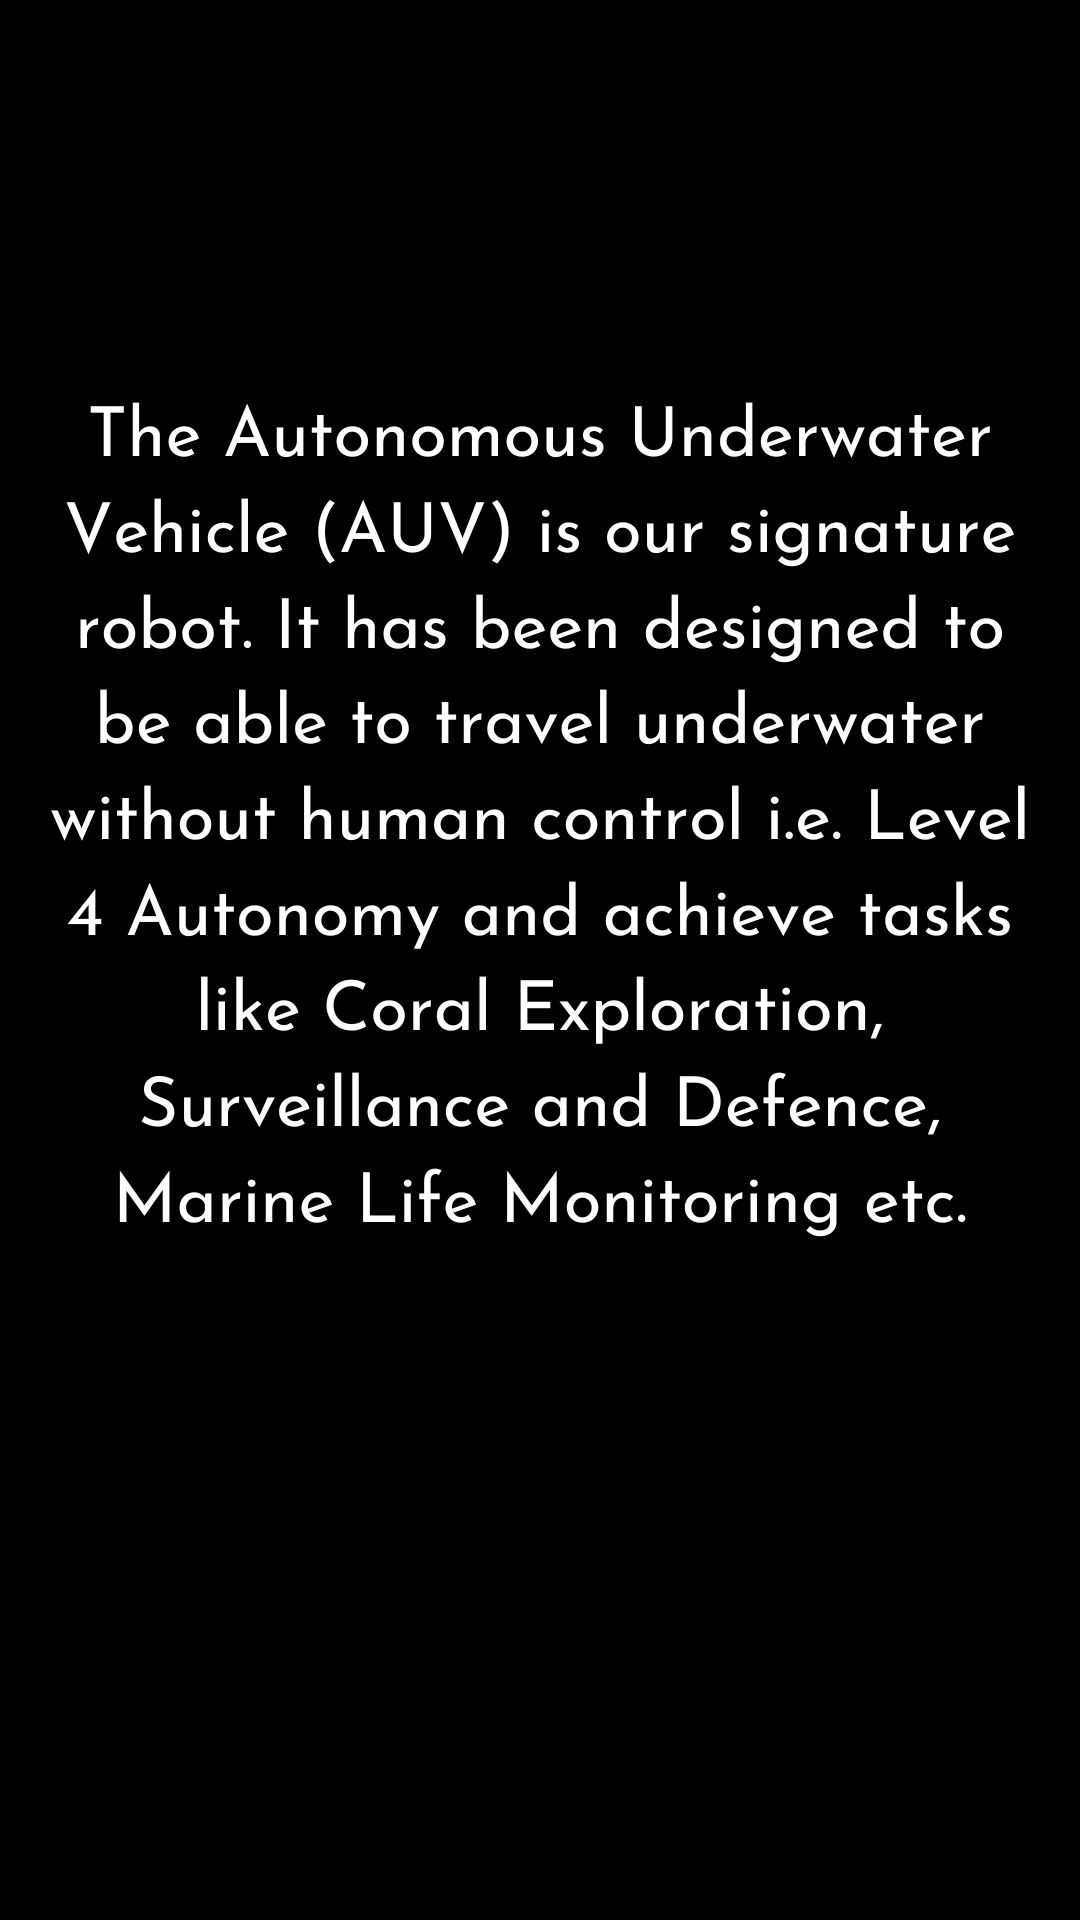 The Autonomous Underwater
Vehicle (AUV) is our signature
robot. It has been designed to
be able to travel underwater
without human control i.e. Level
4 Autonomy and achieve tasks
like Coral Exploration,
Surveillance and Defence,
Marine Life Monitoring etc.